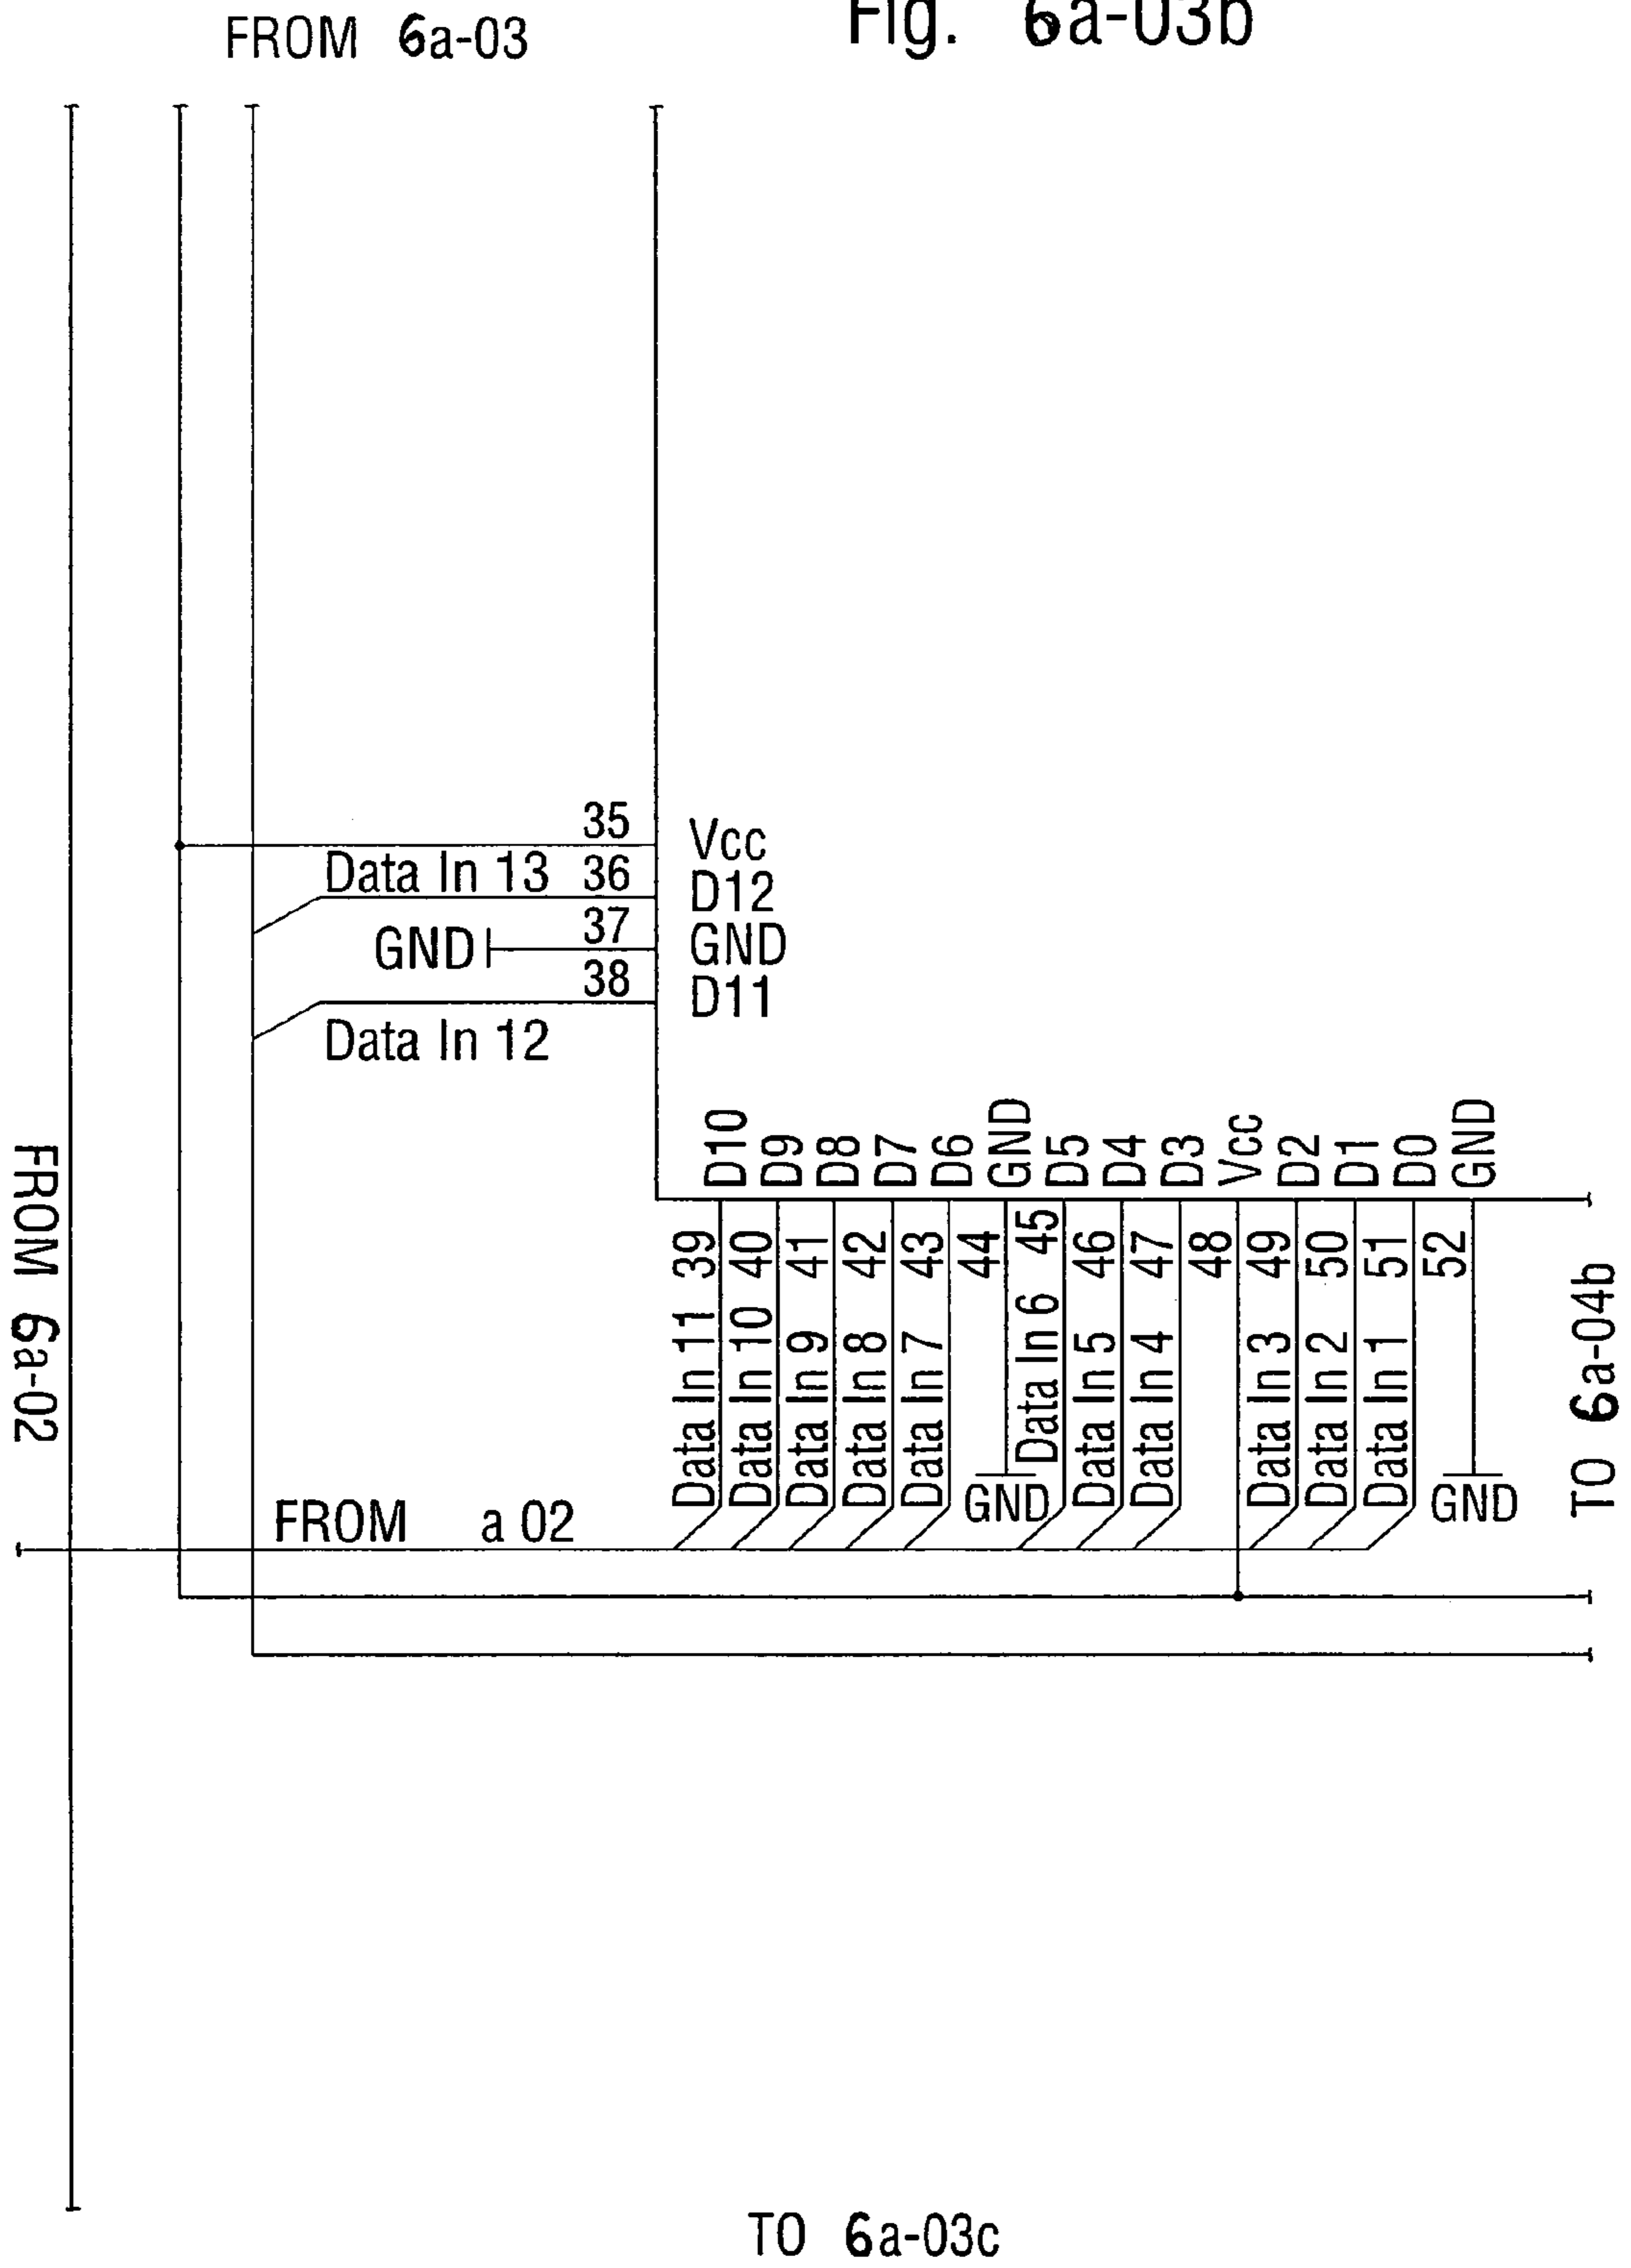 FROM 6a-03
Fig. 6a-03b
35
Vcc
Data In 13 36
D12
GND 37
GND
38
D11
Data In 12
D10
D9
D8
D7
D6
GND
D5
D4
D3
Vcc
D2
D1
D0
GND
Data In 11 39
Data In 10 40
Data In 9 41
Data In 8 42
Data In 7 43
GND 44
Data In 6 45
Data In 5 46
Data In 4 47
48
Data In 3 49
Data In 2 50
Data In 1 51
GND 52
FROM 6a-02
TO 6a-04b
FROM a 02
TO 6a-03c